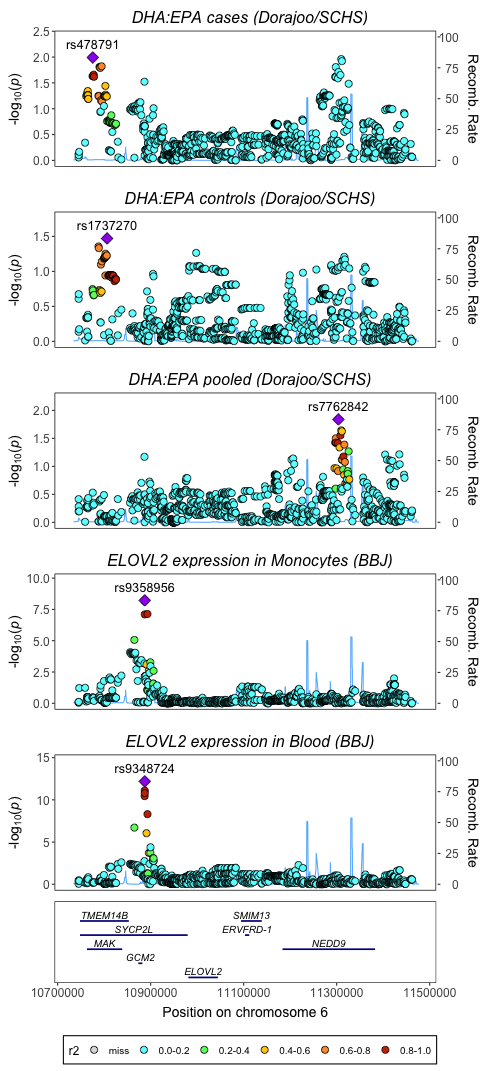 DHA:EPA cases (Dorajoo/SCHS)
rs478791
2.5
2.0
1.5
1.0
0.5
0.0
-log10(p)
100
75
50
25
0
Recomb. Rate
DHA:EPA controls (Dorajoo/SCHS)
rs1737270
1.5
1.0
0.5
0.0
-log10(p)
100
75
50
25
0
Recomb. Rate
DHA:EPA pooled (Dorajoo/SCHS)
rs7762842
2.0
1.5
1.0
0.5
0.0
-log10(p)
100
75
50
25
0
Recomb. Rate
ELOVL2 expression in Monocytes (BBJ)
rs9358956
10.0
7.5
5.0
2.5
0.0
-log10(p)
100
75
50
25
0
Recomb. Rate
ELOVL2 expression in Blood (BBJ)
rs9348724
15
10
5
0
-log10(p)
100
75
50
25
0
Recomb. Rate
TMEM14B SMIM13
SYCP2L ERVFRD-1
MAK NEDD9
GCM2
ELOVL2
10700000 10900000 11100000 11300000 11500000
Position on chromosome 6
r2 miss 0.0-0.2 0.2-0.4 0.4-0.6 0.6-0.8 0.8-1.0